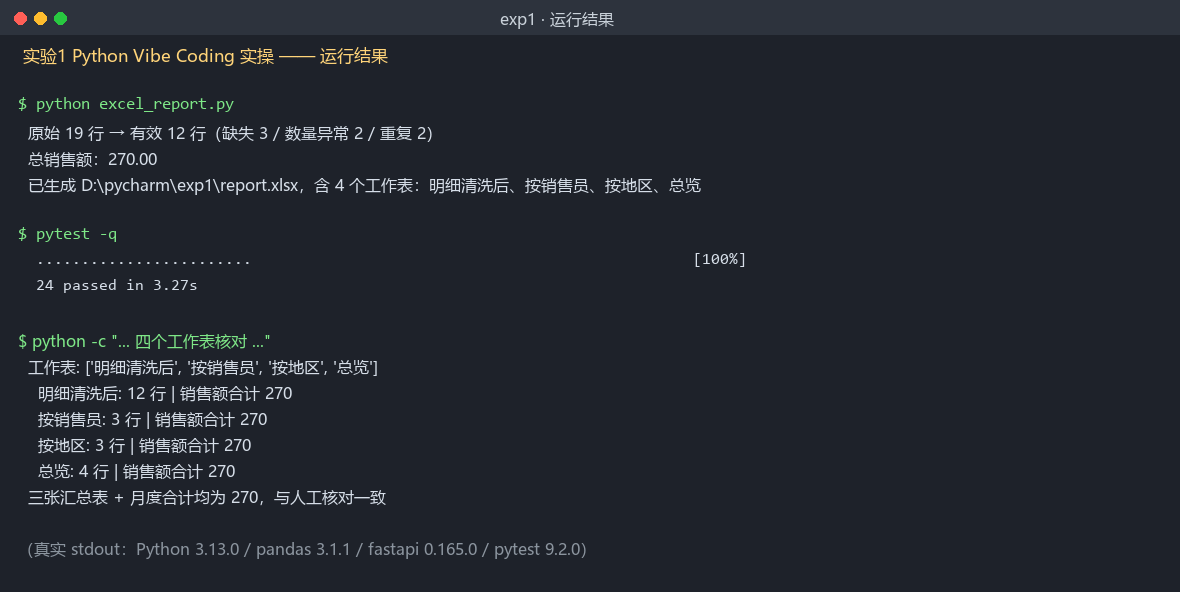 exp1 · 运行结果
实验1 Python Vibe Coding 实操 —— 运行结果
$ python excel_report.py
原始 19 行 → 有效 12 行（缺失 3 / 数量异常 2 / 重复 2）
总销售额：270.00
已生成 D:\pycharm\exp1\report.xlsx，含 4 个工作表：明细清洗后、按销售员、按地区、总览
$ pytest -q
........................ [100%]
24 passed in 3.27s
$ python -c "... 四个工作表核对 ..."
工作表: ['明细清洗后', '按销售员', '按地区', '总览']
明细清洗后: 12 行 | 销售额合计 270
按销售员: 3 行 | 销售额合计 270
按地区: 3 行 | 销售额合计 270
总览: 4 行 | 销售额合计 270
三张汇总表 + 月度合计均为 270，与人工核对一致
（真实 stdout：Python 3.13.0 / pandas 3.1.1 / fastapi 0.165.0 / pytest 9.2.0）